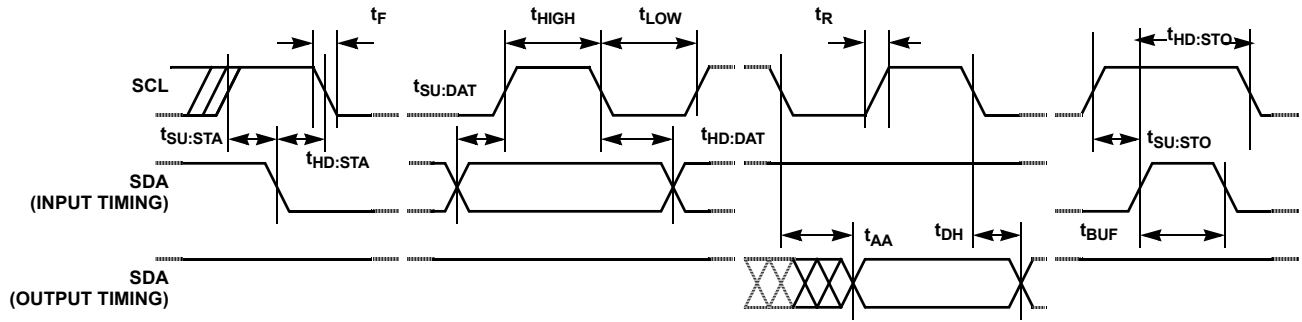 tF
tHIGH
tLOW
tR
tHD:STO
SCL
tSU:DAT
tSU:STA
tHD:STA
tHD:DAT
tSU:STO
SDA
(INPUT TIMING)
tAA
tDH
tBUF
SDA
(OUTPUT TIMING)